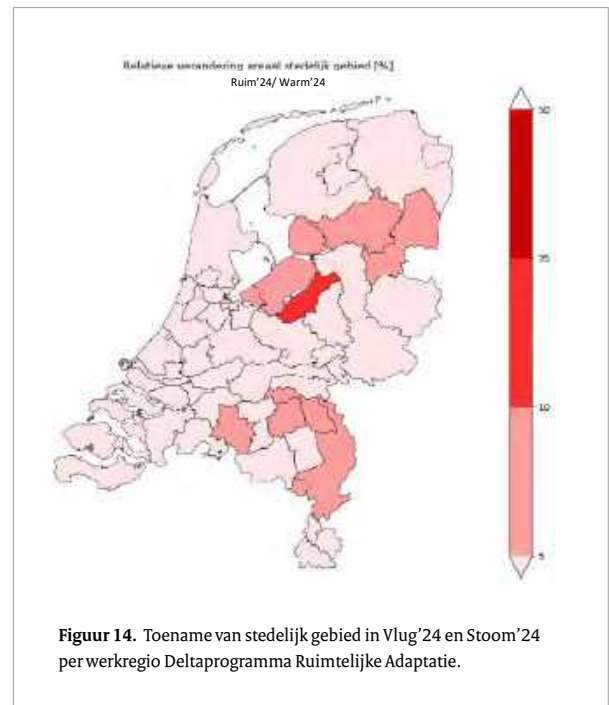 Relatieve verandering areaal stedelijk gebied [%]
Ruim'24/ Warm'24
50
25
10
5
Figuur 14. Toename van stedelijk gebied in Vlug'24 en Stoom'24
per werkregio Deltaprogramma Ruimtelijke Adaptatie.